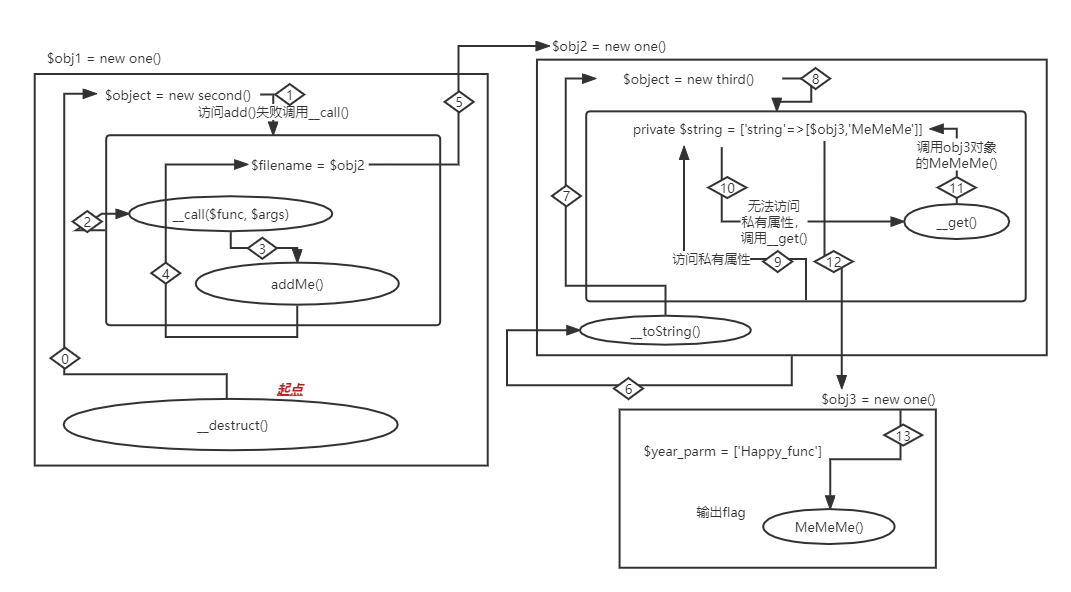 $obj1 = new one()
$object = new second()
1
访问add()失败调用__call()
$filename = $obj2
5
2
__call($func, $args)
3
4
addMe()
0
起点
__destruct()
$obj2 = new one()
$object = new third()
8
private $string = ['string'=>[$obj3,'MeMeMe']]
调用obj3对象
的MeMeMe()
7
10
11
无法访问
私有属性，
调用__get()
__get()
访问私有属性
9
12
__toString()
6
$obj3 = new one()
13
$year_parm = ['Happy_func']
输出flag
MeMeMe()